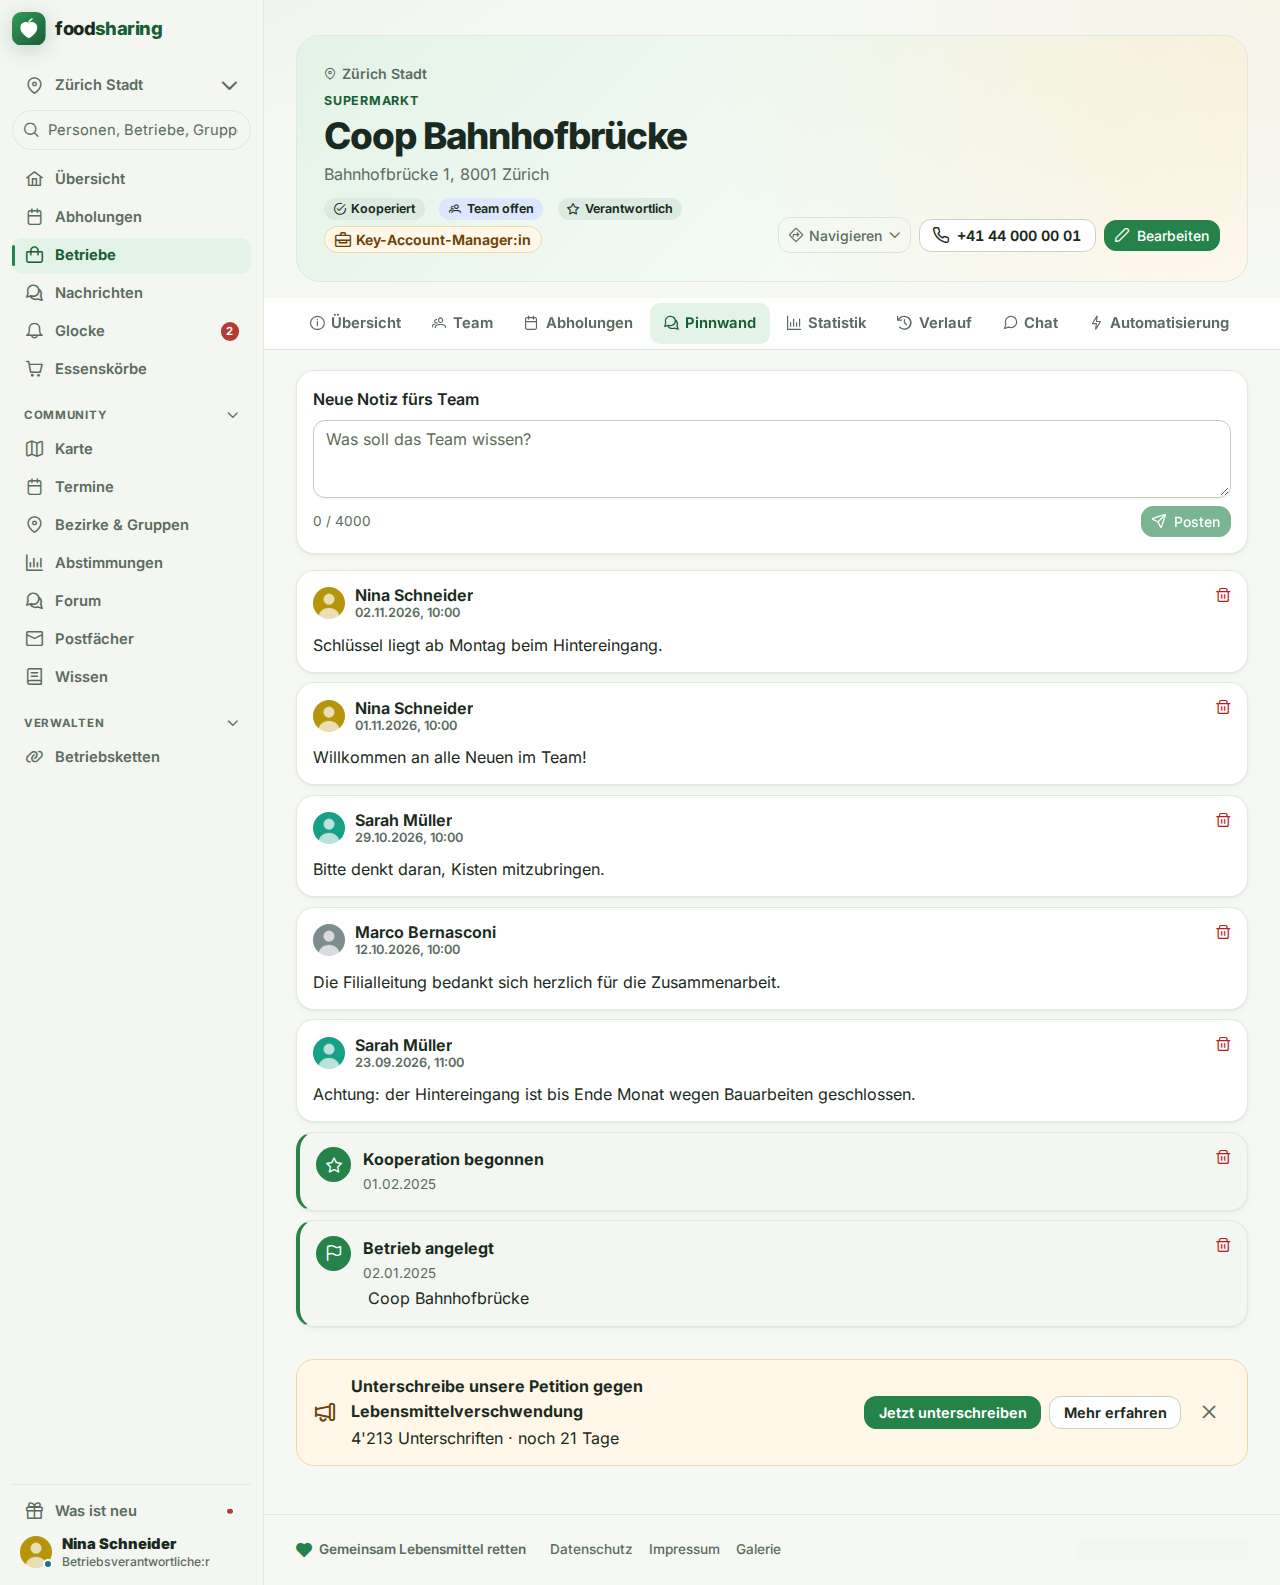 foodsharing
Zürich Stadt
Personen, Betriebe, Grupp
Übersicht
Abholungen
Betriebe
Nachrichten
Glocke
2
Essenskörbe
COMMUNITY
Karte
Termine
Bezirke & Gruppen
Abstimmungen
Forum
Postfächer
Wissen
VERWALTEN
Betriebsketten
Was ist neu
Nina Schneider
Betriebsverantwortliche:r
Zürich Stadt
SUPERMARKT
Coop Bahnhofbrücke
Bahnhofbrücke 1, 8001 Zürich
Kooperiert Team offen Verantwortlich
Key-Account-Manager:in
Navigieren +41 44 000 00 01 Bearbeiten
Übersicht Team Abholungen Pinnwand Statistik Verlauf Chat Automatisierung
Neue Notiz fürs Team
Was soll das Team wissen?
0 / 4000
Posten
Nina Schneider
02.11.2026, 10:00
Schlüssel liegt ab Montag beim Hintereingang.
Nina Schneider
01.11.2026, 10:00
Willkommen an alle Neuen im Team!
Sarah Müller
29.10.2026, 10:00
Bitte denkt daran, Kisten mitzubringen.
Marco Bernasconi
12.10.2026, 10:00
Die Filialleitung bedankt sich herzlich für die Zusammenarbeit.
Sarah Müller
23.09.2026, 11:00
Achtung: der Hintereingang ist bis Ende Monat wegen Bauarbeiten geschlossen.
Kooperation begonnen
01.02.2025
Betrieb angelegt
02.01.2025
Coop Bahnhofbrücke
Unterschreibe unsere Petition gegen
Lebensmittelverschwendung
4'213 Unterschriften · noch 21 Tage
Jetzt unterschreiben Mehr erfahren
Gemeinsam Lebensmittel retten Datenschutz Impressum Galerie